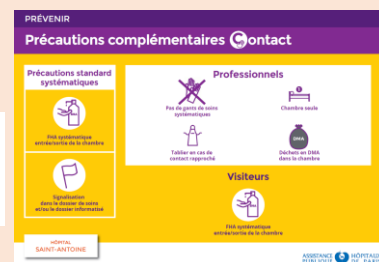 PRÉVENIR
Précautions complémentaires Contact
Précautions standard
systématiques
FHA systématique
entrée/sortie de la chambre
Signalisation
dans le dossier de soins
et/ou le dossier informatisé
Professionnels
Pas de gants de soins
systématiques
Chambre seule
Tablier en cas de
contact rapproché
DMA
Déchets en DMA
dans la chambre
Visiteurs
FHA systématique
entrée/sortie de la chambre
HÔPITAL
SAINT-ANTOINE
ASSISTANCE HÔPITAUX
PUBLIQUE DE PARIS